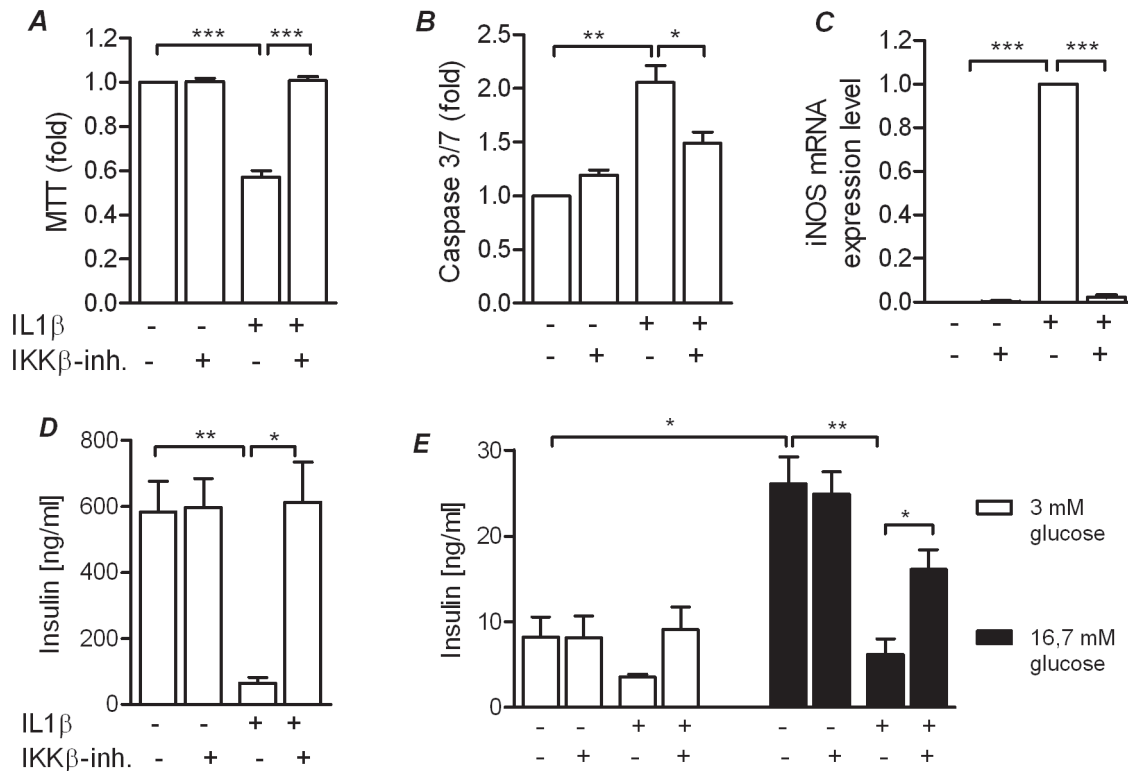 A
*** ***
MTT (fold)
1.2
1.0
0.8
0.6
0.4
0.2
0.0
IL1β - - + +
IKKβ-inh. - + - +
B
** *
Caspase 3/7 (fold)
2.5
2.0
1.5
1.0
0.5
0.0
- - + +
- + - +
C
*** ***
iNOS mRNA
expression level
1.2
1.0
0.8
0.6
0.4
0.2
0.0
- - + +
- + - +
D
** *
Insulin [ng/ml]
800
600
400
200
0
IL1β - - + +
IKKβ-inh. - + - +
E
* **
*
Insulin [ng/ml]
30
20
10
0
- - + + - - + +
- + - + - + - +
3 mM
glucose
16,7 mM
glucose